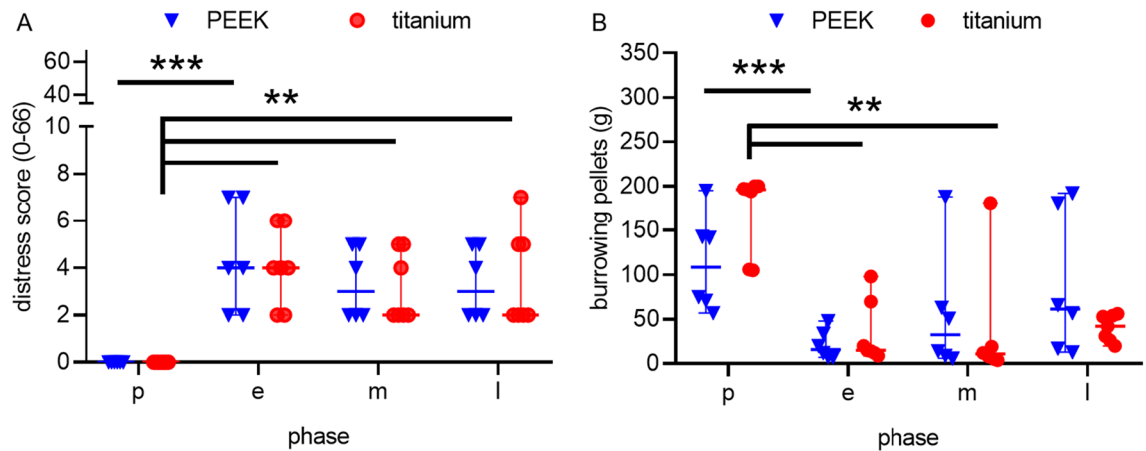 A PEEK titanium
60
40
10
8
6
4
2
0
distress score (0-66)
***
**
p e m l
phase
B PEEK titanium
350
300
250
200
150
100
50
0
burrowing pellets (g)
***
**
p e m l
phase